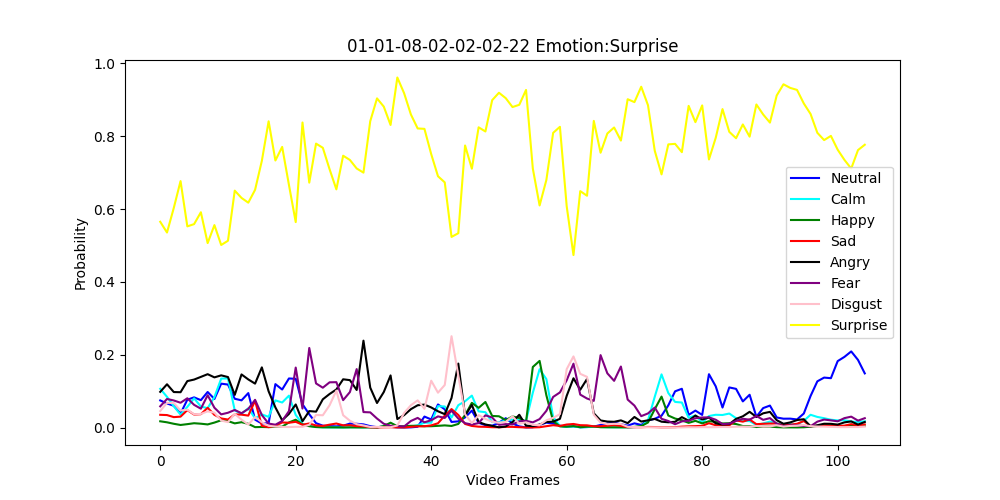 01-01-08-02-02-02-22 Emotion:Surprise
1.0
0.8
0.6
0.4
0.2
0.0
Probability
0 20 40 60 80 100
Video Frames
Neutral
Calm
Happy
Sad
Angry
Fear
Disgust
Surprise